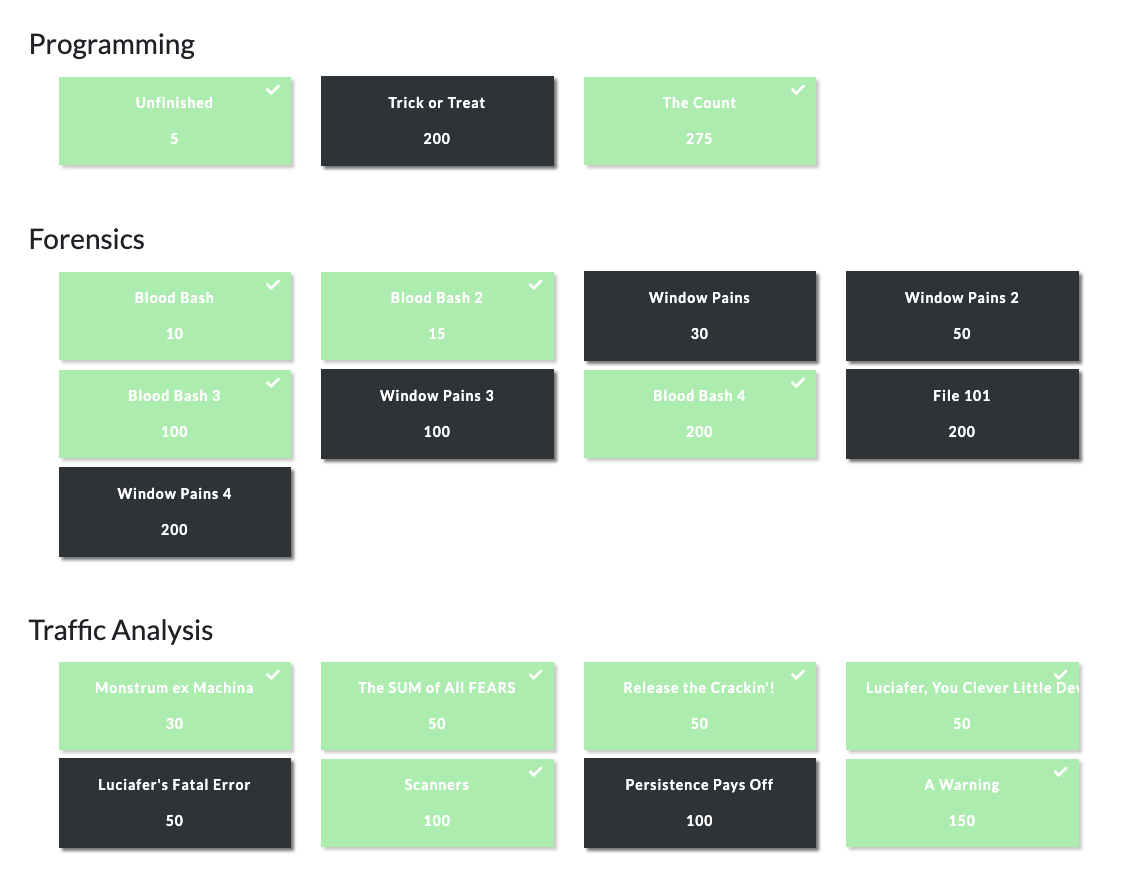 Programming
Unfinished
5
Trick or Treat
200
The Count
275
Forensics
Blood Bash
10
Blood Bash 2
15
Window Pains
30
Window Pains 2
50
Blood Bash 3
100
Window Pains 3
100
Blood Bash 4
200
File 101
200
Window Pains 4
200
Traffic Analysis
Monstrum ex Machina
30
The SUM of All FEARS
50
Release the Crackin'!
50
Luciafer, You Clever Little Dev
50
Luciafer's Fatal Error
50
Scanners
100
Persistence Pays Off
100
A Warning
150